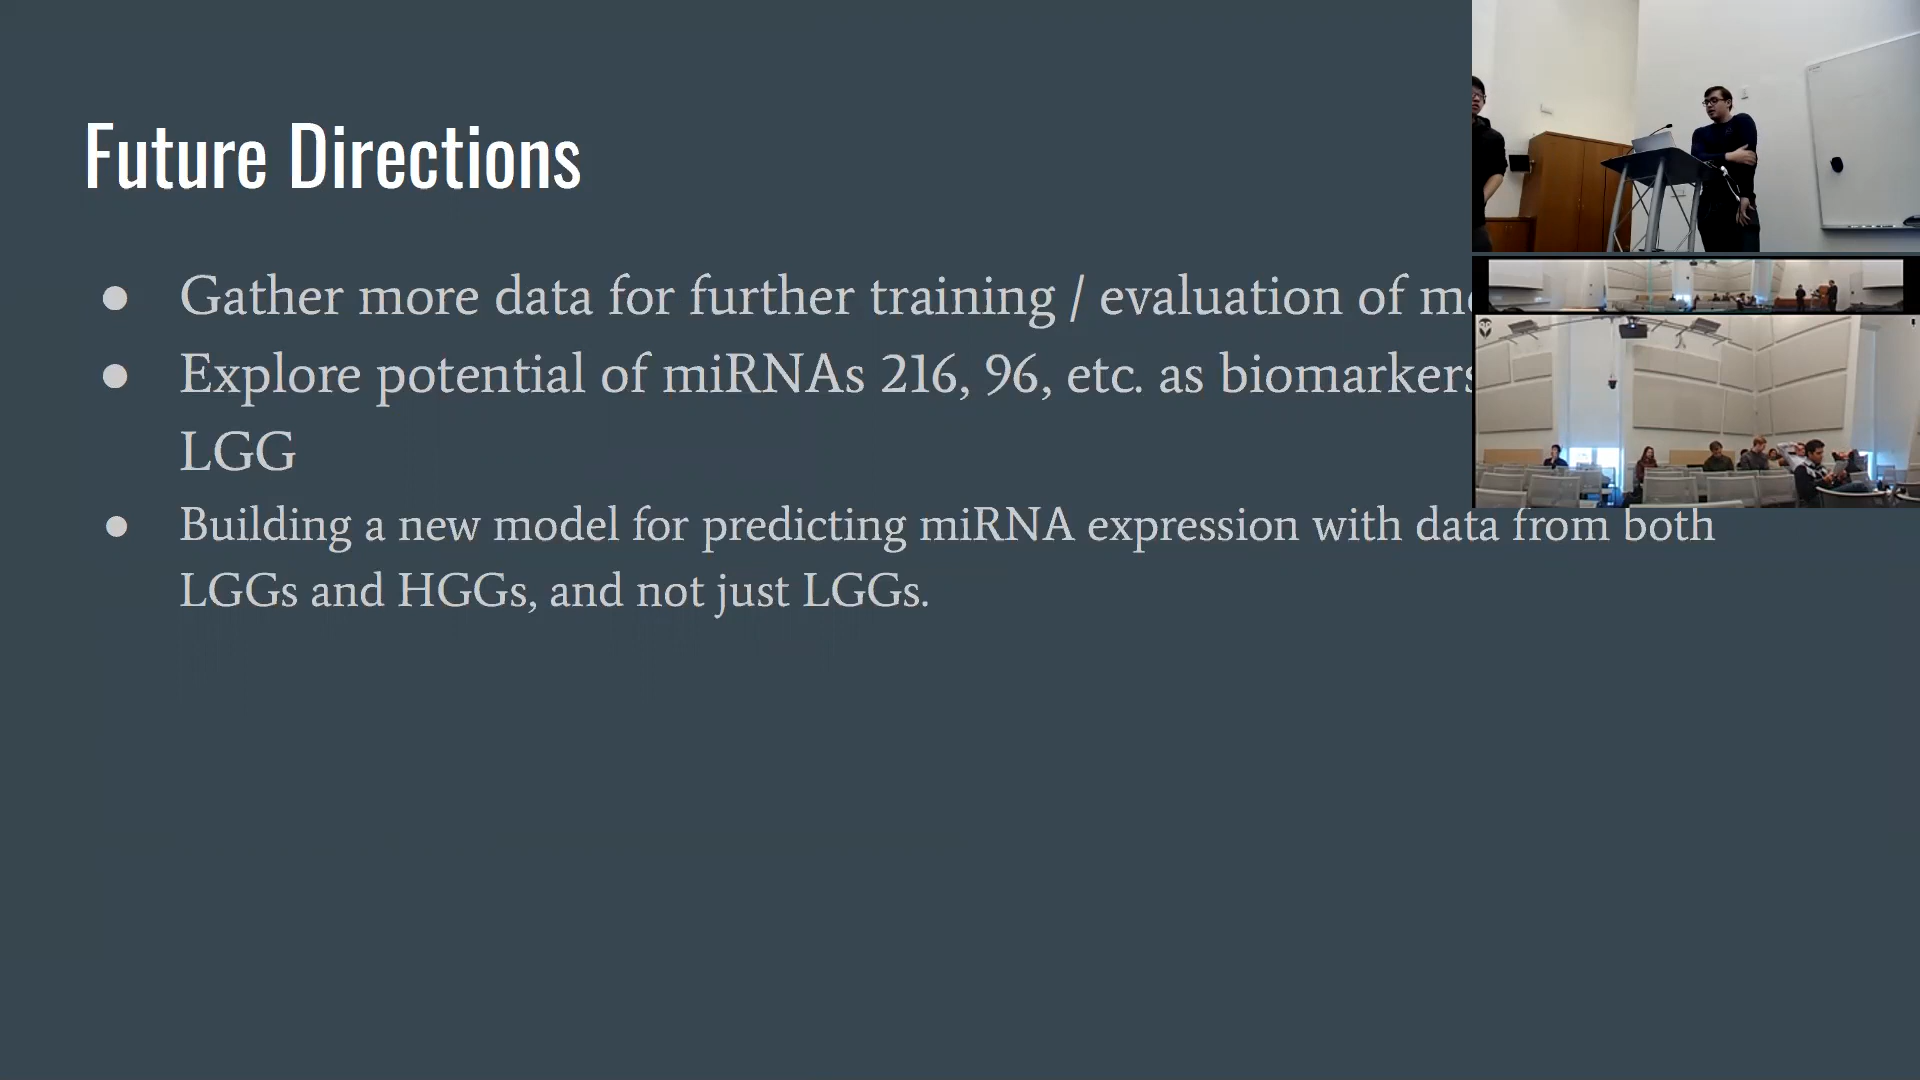 Future Directions
● Gather more data for further training / evaluation of
● Explore potential of miRNAs 216, 96, etc. as biomarkers
LGG
● Building a new model for predicting miRNA expression with data from both
LGGs and HGGs, and not just LGGs.